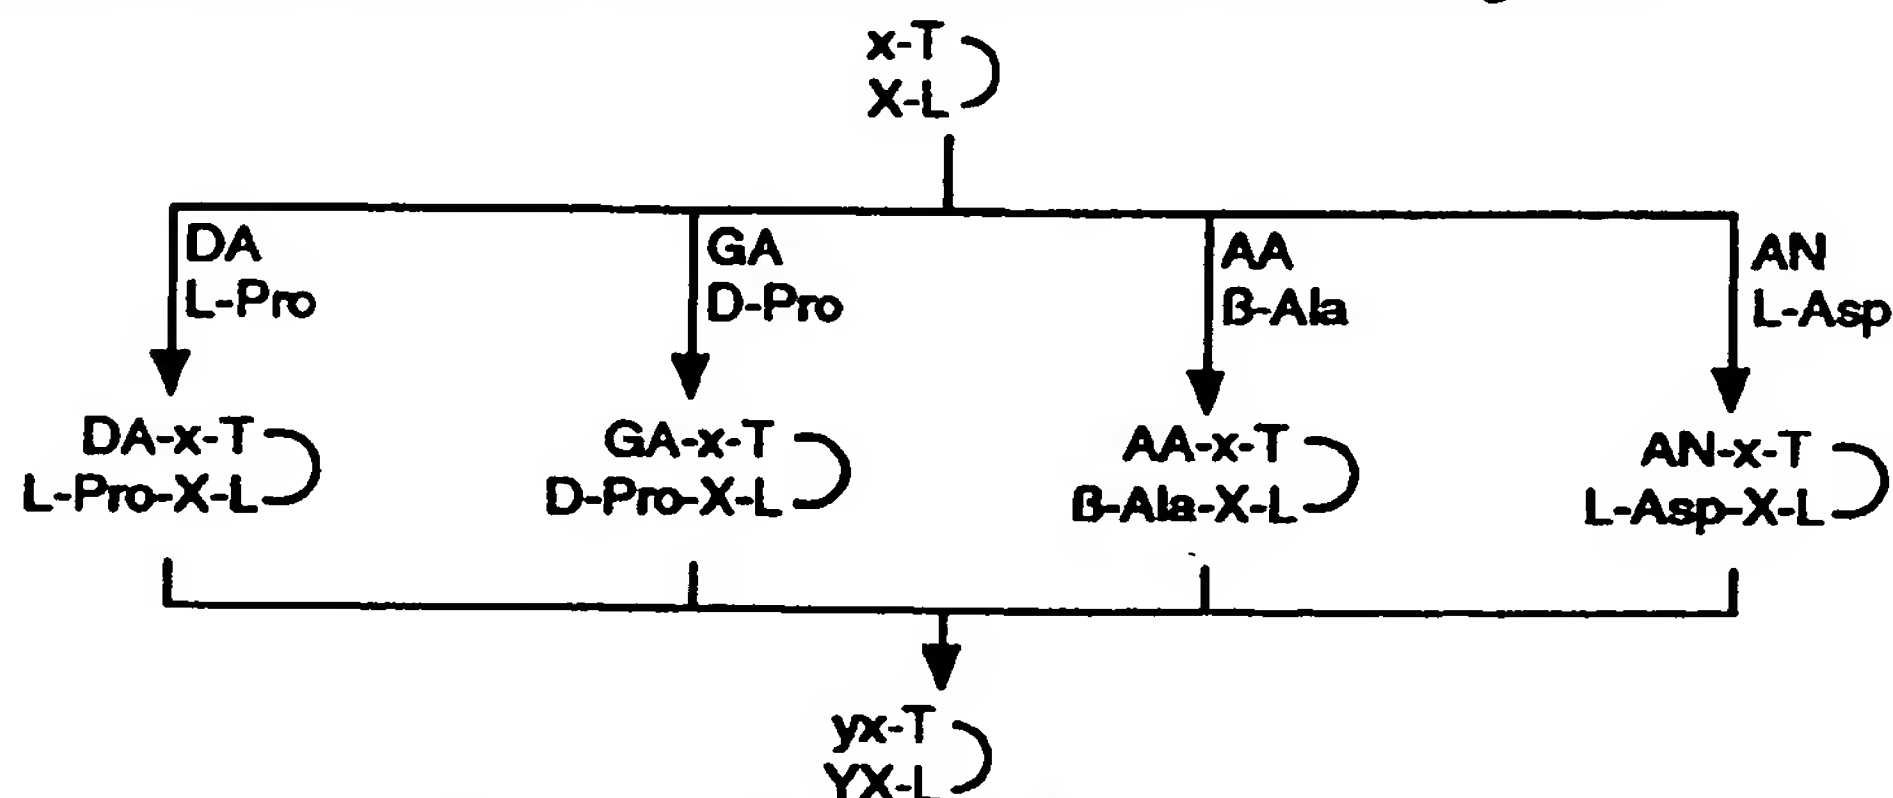 x-T
X-L
DA
L-Pro
GA
D-Pro
AA
ß-Ala
AN
L-Asp
DA-x-T
L-Pro-X-L
GA-x-T
D-Pro-X-L
AA-x-T
ß-Ala-X-L
AN-x-T
L-Asp-X-L
yx-T
YX-L